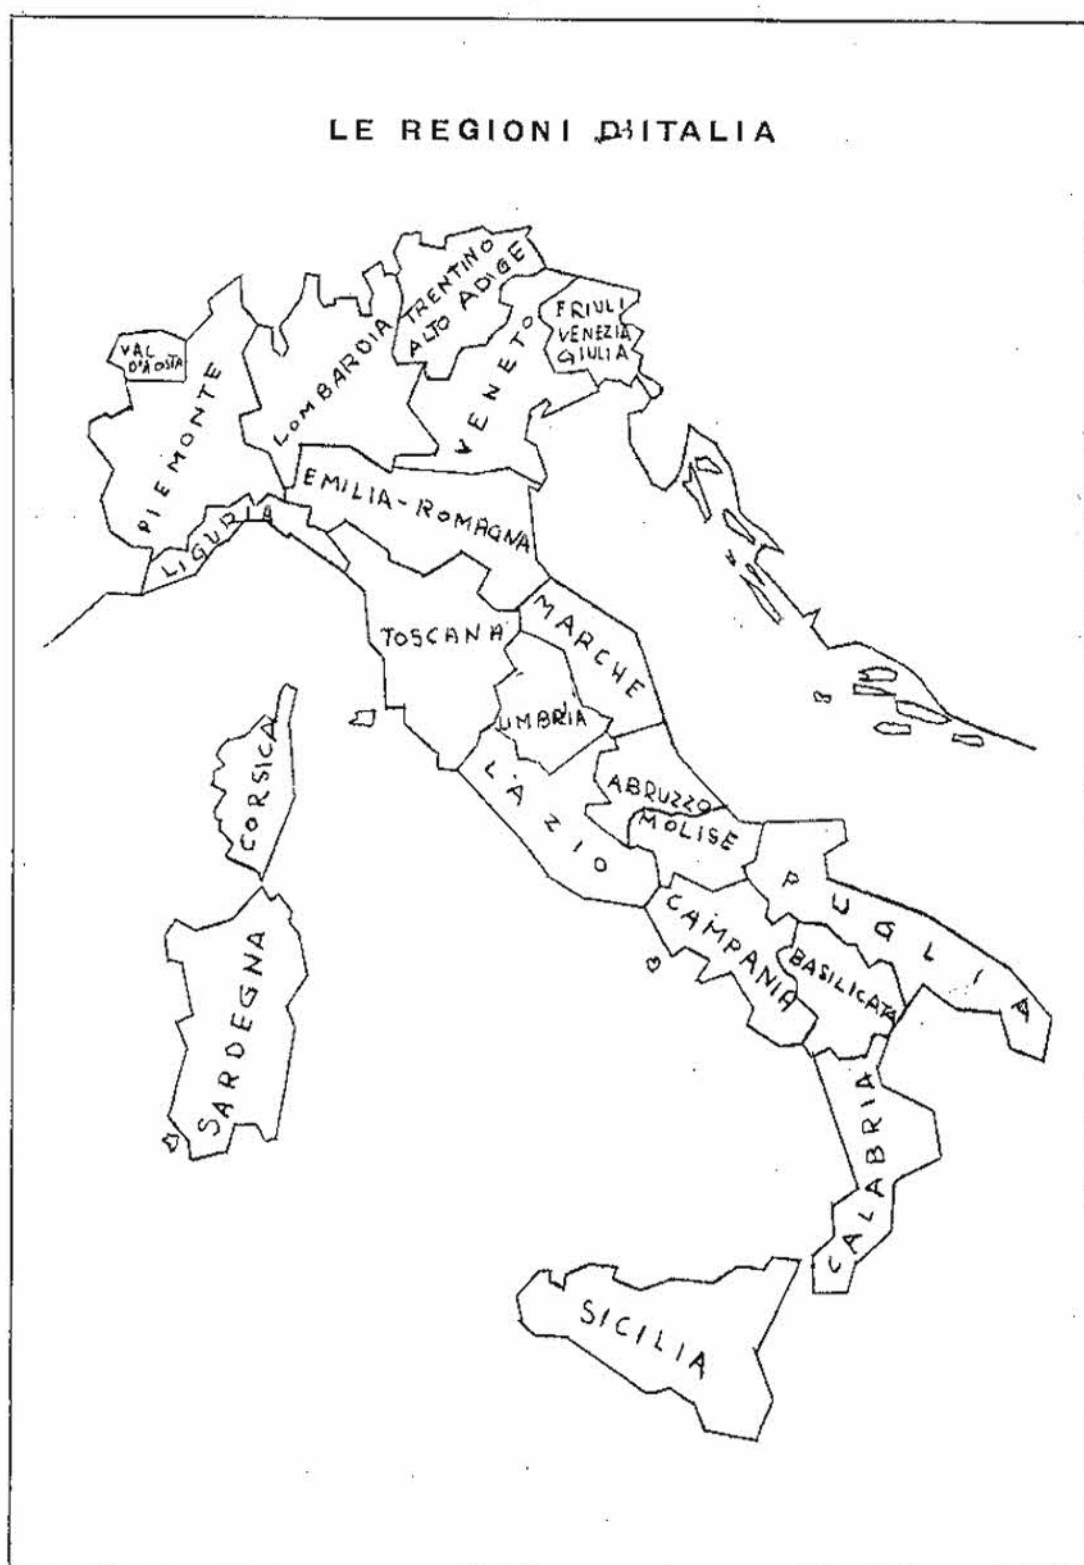 LE REGIONI D'ITALIA
TRENTINO
ALTO ADIGE
FRIULI
VENEZIA
GIULIA
VAL
D'AOSTA
LOMBARDIA
VENETO
PIEMONTE
EMILIA-ROMAGNA
LIGURIA
TOSCANA
MARCHE
UMBRIA
CORSICA
LAZIO
ABRUZZO
MOLISE
PUGLIA
CAMPANIA
BASILICATA
SARDEGNA
CALABRIA
SICILIA